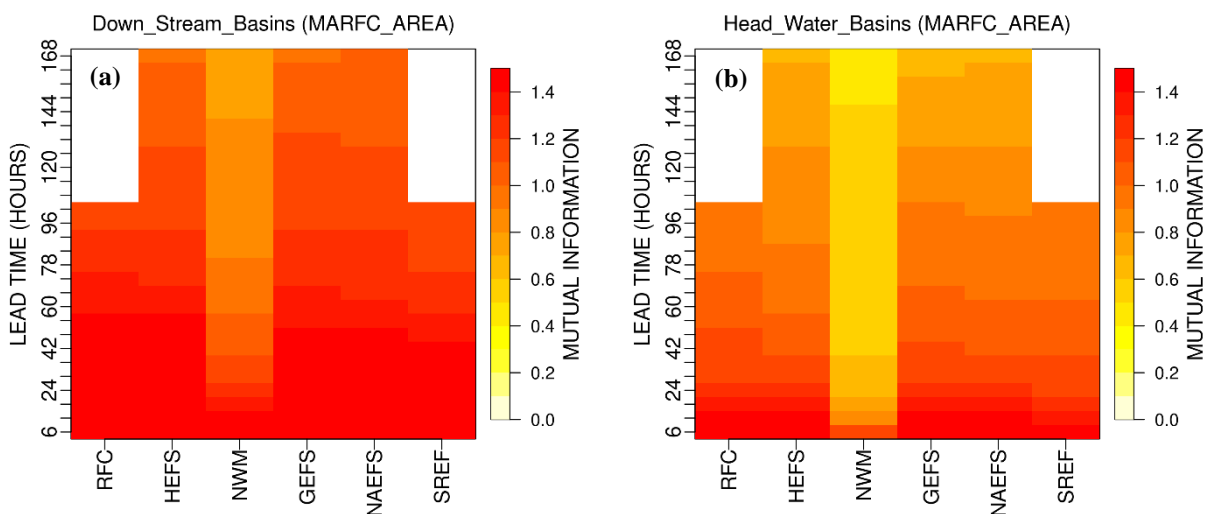 Down_Stream_Basins (MARFC_AREA)
(a)
LEAD TIME (HOURS)
168
144
120
96
78
60
42
24
6
RFC
HEFS
NWM
GEFS
NAEFS
SREF
1.4
1.2
1.0
0.8
0.6
0.4
0.2
0.0
MUTUAL INFORMATION
Head_Water_Basins (MARFC_AREA)
(b)
LEAD TIME (HOURS)
168
144
120
96
78
60
42
24
6
RFC
HEFS
NWM
GEFS
NAEFS
SREF
1.4
1.2
1.0
0.8
0.6
0.4
0.2
0.0
MUTUAL INFORMATION